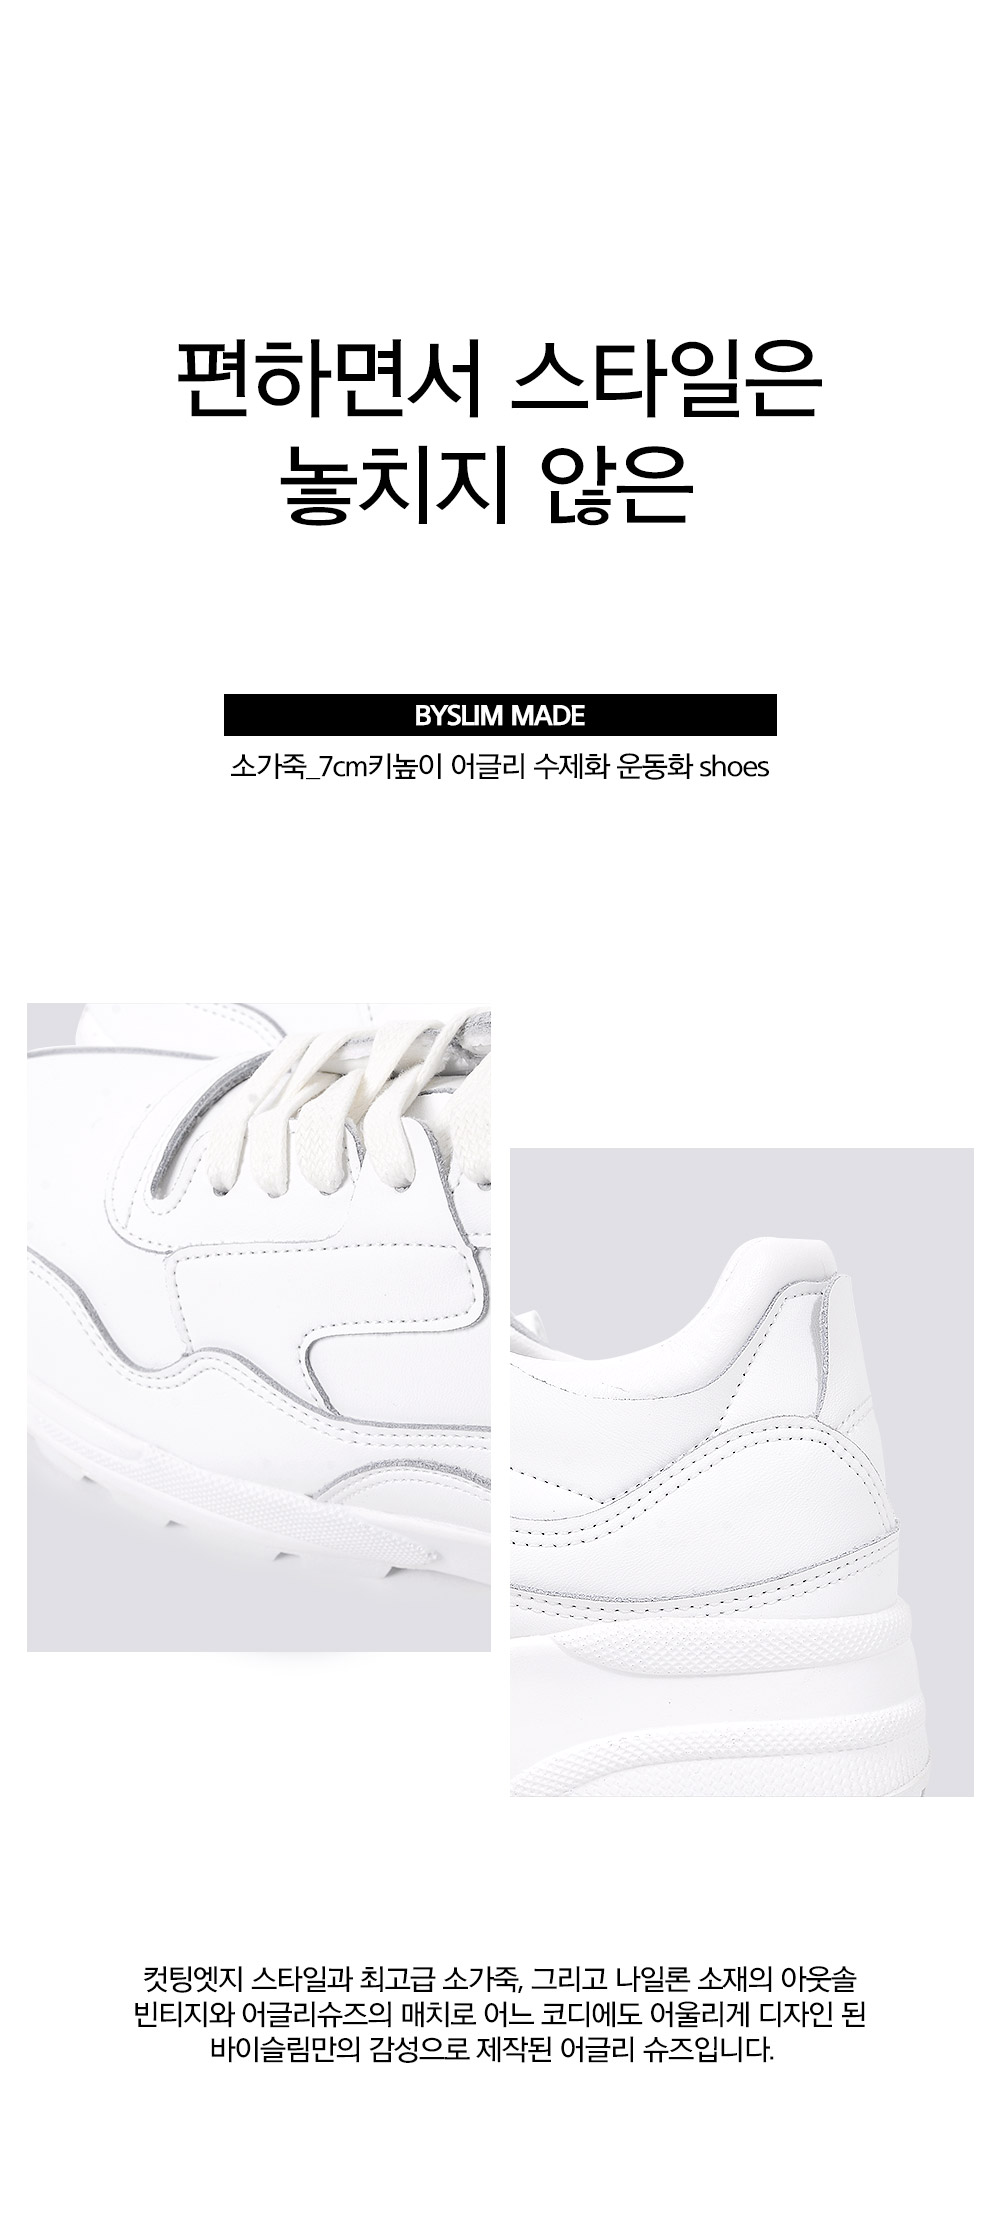 편하면서 스타일은
놓치지 않은
BYSLIM MADE
소가죽_7cm키높이 어글리 수제화 운동화 shoes
컷팅엣지 스타일과 최고급 소가죽, 그리고 나일론 소재의 아웃솔
빈티지와 어글리슈즈의 매치로 어느 코디에도 어울리게 디자인 된
바이슬림만의 감성으로 제작된 어글리 슈즈입니다.